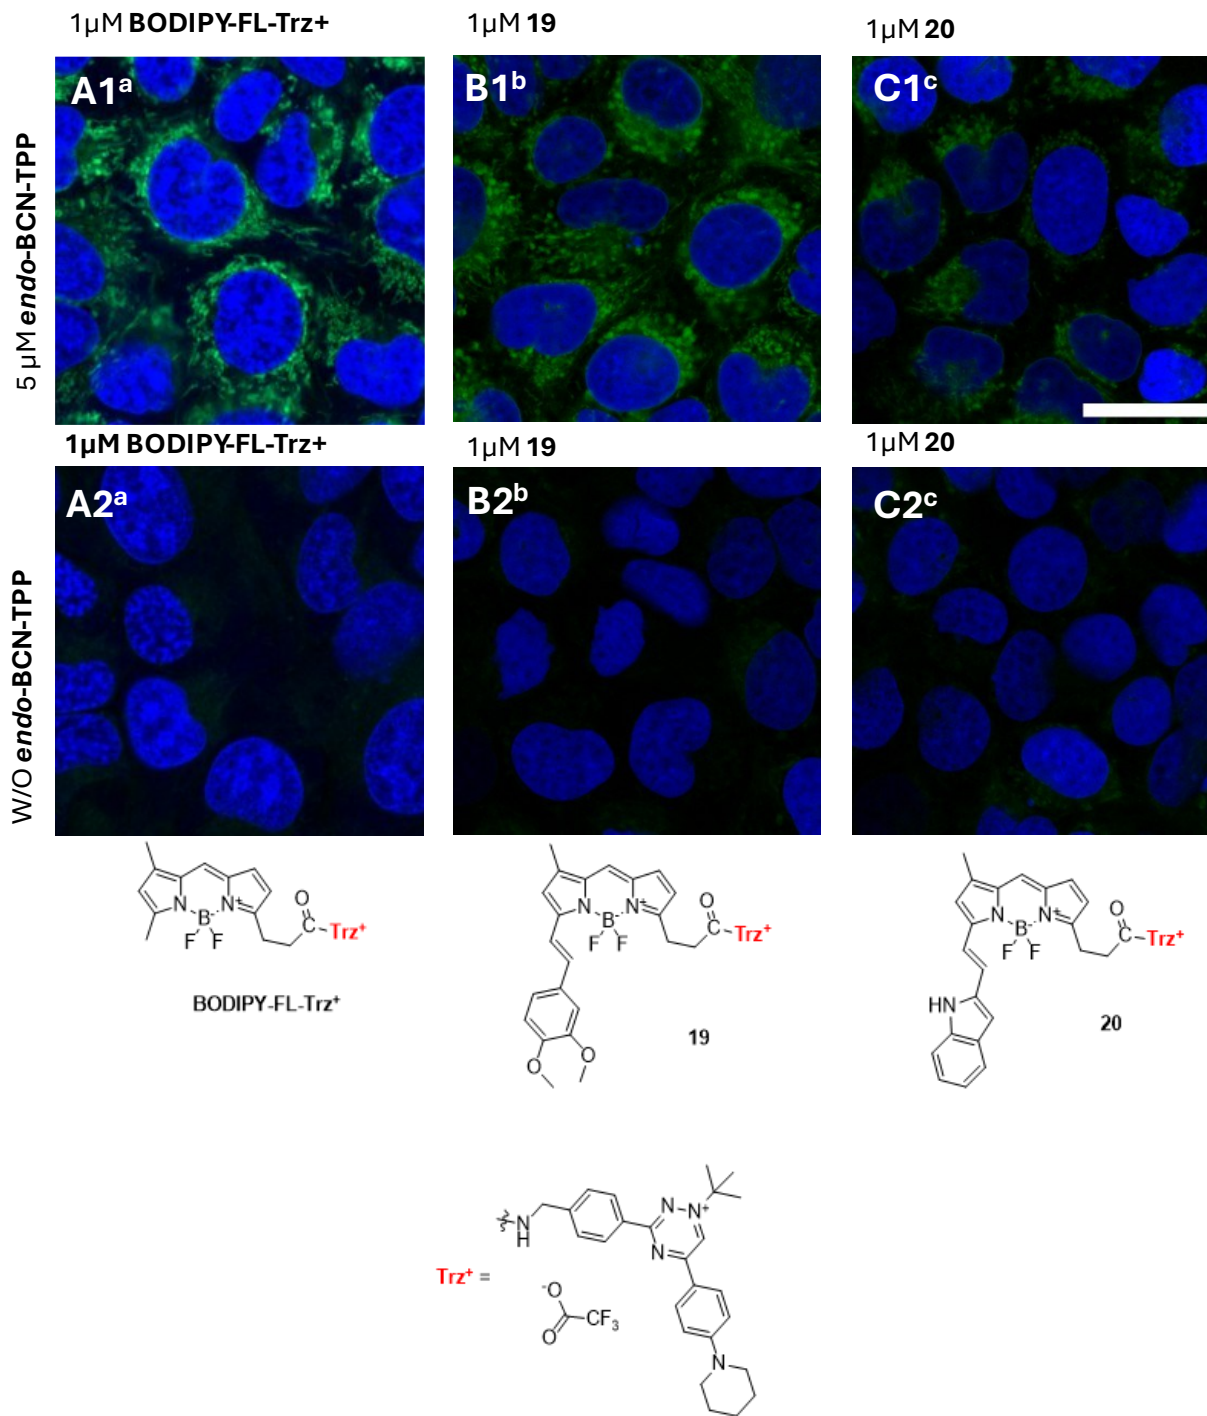 1µM BODIPY-FL-Trz+
1µM 19
1µM 20
5 µM endo-BCN-TPP
A1ᵃ
B1ᵇ
C1ᶜ
1µM BODIPY-FL-Trz+
1µM 19
1µM 20
W/O endo-BCN-TPP
A2ᵃ
B2ᵇ
C2ᶜ
N B⁻ N⁺ F F O C Trz⁺
BODIPY-FL-Trz⁺
N B⁻ N⁺ F F O C Trz⁺
O O
19
N B⁻ N⁺ F F O C Trz⁺
HN
20
Trz⁺ =
N H
N N⁺
N
⁻O
O CF₃
N